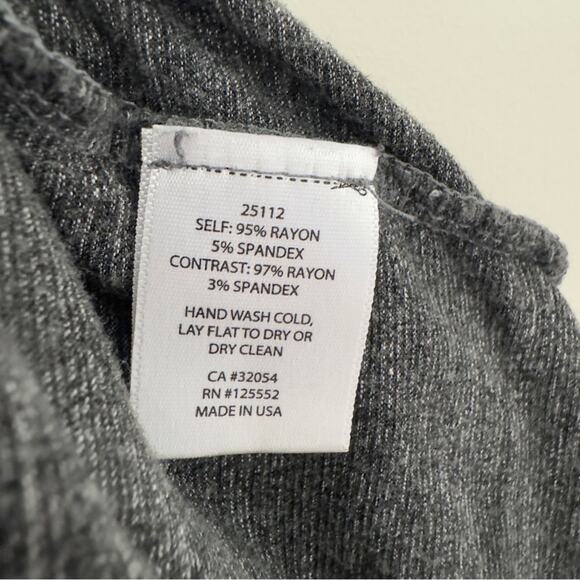 25112
SELF: 95% RAYON
5% SPANDEX
CONTRAST: 97% RAYON
3% SPANDEX
HAND WASH COLD,
LAY FLAT TO DRY OR
DRY CLEAN
CA #32054
RN #125552
MADE IN USA